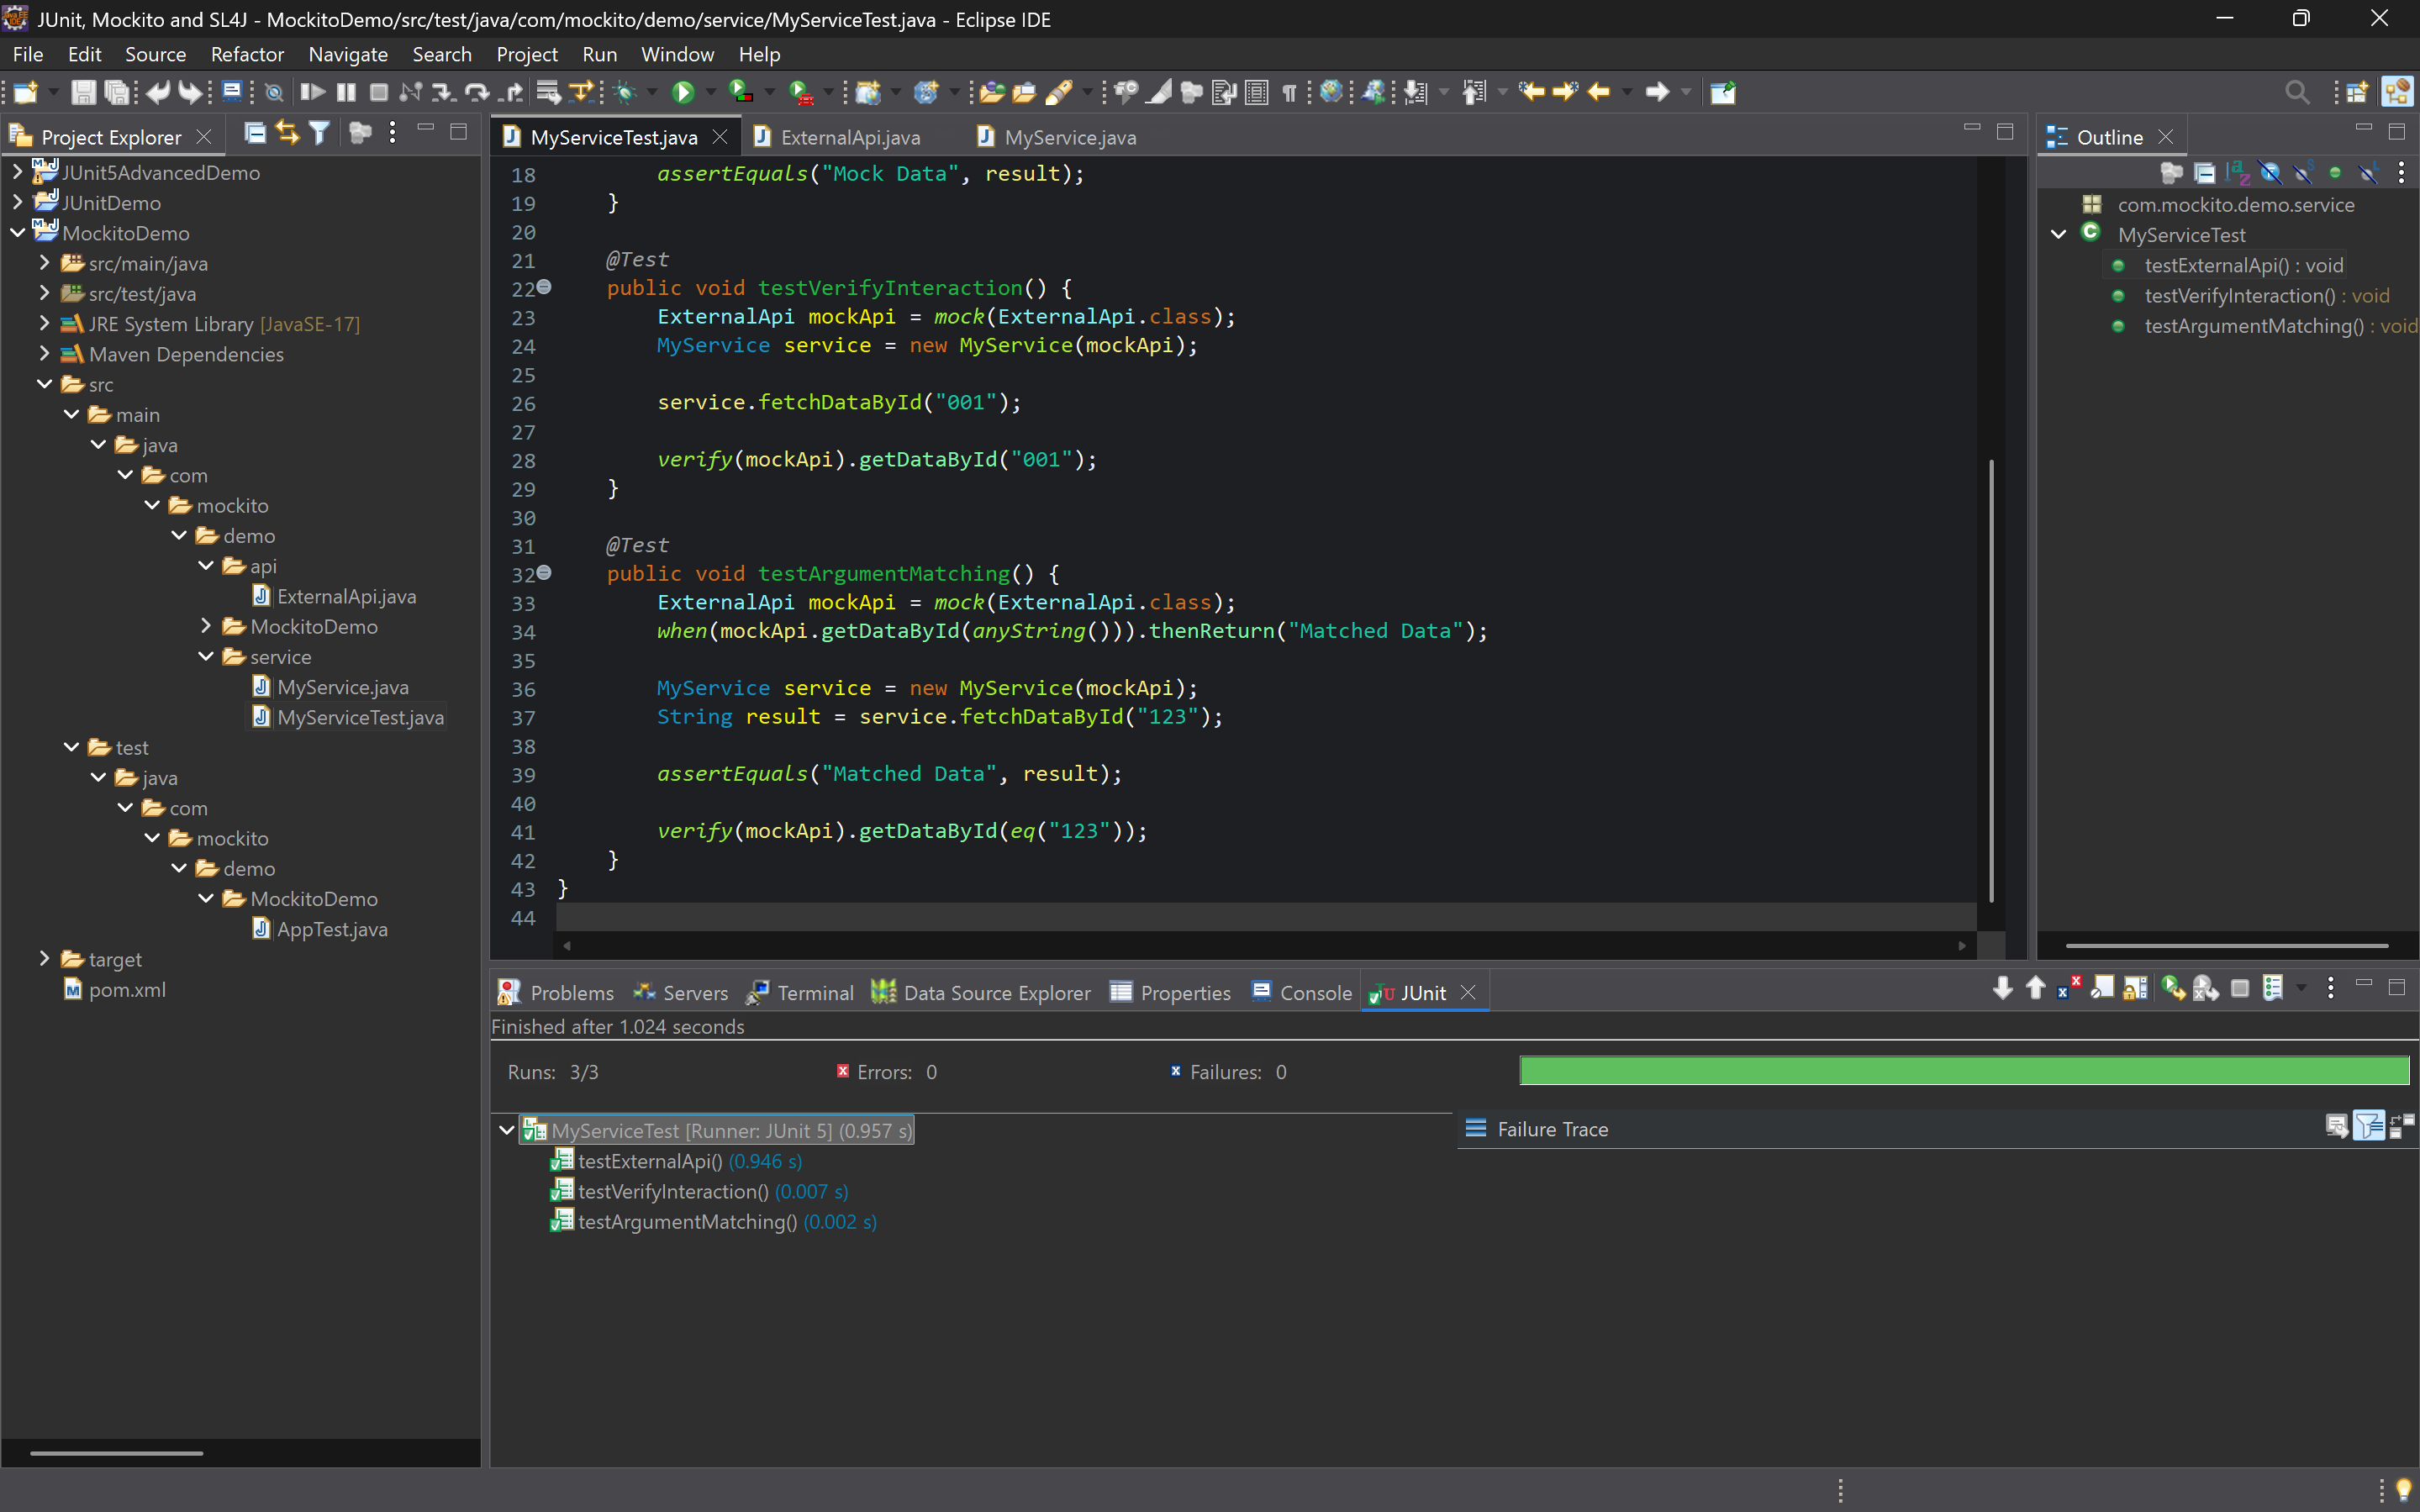 JUnit, Mockito and SL4J - MockitoDemo/src/test/java/com/mockito/demo/service/MyServiceTest.java - Eclipse IDE
File Edit Source Refactor Navigate Search Project Run Window Help
Project Explorer
JUnit5AdvancedDemo
JUnitDemo
MockitoDemo
src/main/java
src/test/java
JRE System Library [JavaSE-17]
Maven Dependencies
src
main
java
com
mockito
demo
api
ExternalApi.java
MockitoDemo
service
MyService.java
MyServiceTest.java
test
java
com
mockito
demo
MockitoDemo
AppTest.java
target
pom.xml
MyServiceTest.java ExternalApi.java MyService.java
18 assertEquals("Mock Data", result);
19 }
20
21 @Test
22 public void testVerifyInteraction() {
23 ExternalApi mockApi = mock(ExternalApi.class);
24 MyService service = new MyService(mockApi);
25
26 service.fetchDataById("001");
27
28 verify(mockApi).getDataById("001");
29 }
30
31 @Test
32 public void testArgumentMatching() {
33 ExternalApi mockApi = mock(ExternalApi.class);
34 when(mockApi.getDataById(anyString())).thenReturn("Matched Data");
35
36 MyService service = new MyService(mockApi);
37 String result = service.fetchDataById("123");
38
39 assertEquals("Matched Data", result);
40
41 verify(mockApi).getDataById(eq("123"));
42 }
43 }
44
Outline
com.mockito.demo.service
MyServiceTest
testExternalApi() : void
testVerifyInteraction() : void
testArgumentMatching() : void
Problems Servers Terminal Data Source Explorer Properties Console JUnit
Finished after 1.024 seconds
Runs: 3/3 Errors: 0 Failures: 0
MyServiceTest [Runner: JUnit 5] (0.957 s)
testExternalApi() (0.946 s)
testVerifyInteraction() (0.007 s)
testArgumentMatching() (0.002 s)
Failure Trace